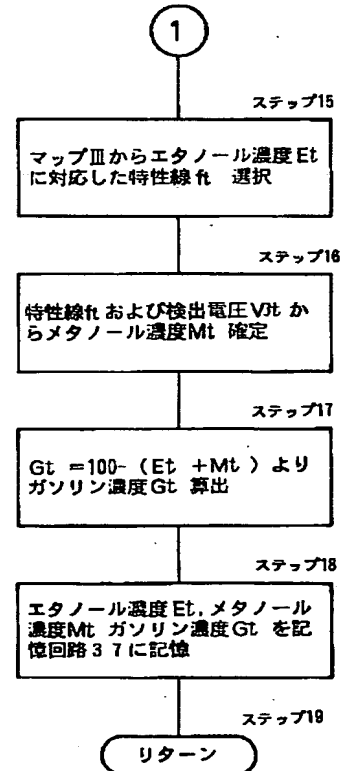 1
ステップ15
マップⅢからエタノール濃度Et
に対応した特性線ft 選択
ステップ16
特性線ftおよび検出電圧Vβtか
らメタノール濃度Mt 確定
ステップ17
Gt =100-(Et +Mt )より
ガソリン濃度Gt 算出
ステップ18
エタノール濃度Et,メタノール
濃度Mt ガソリン濃度Gt を記
憶回路37に記憶
ステップ19
リターン